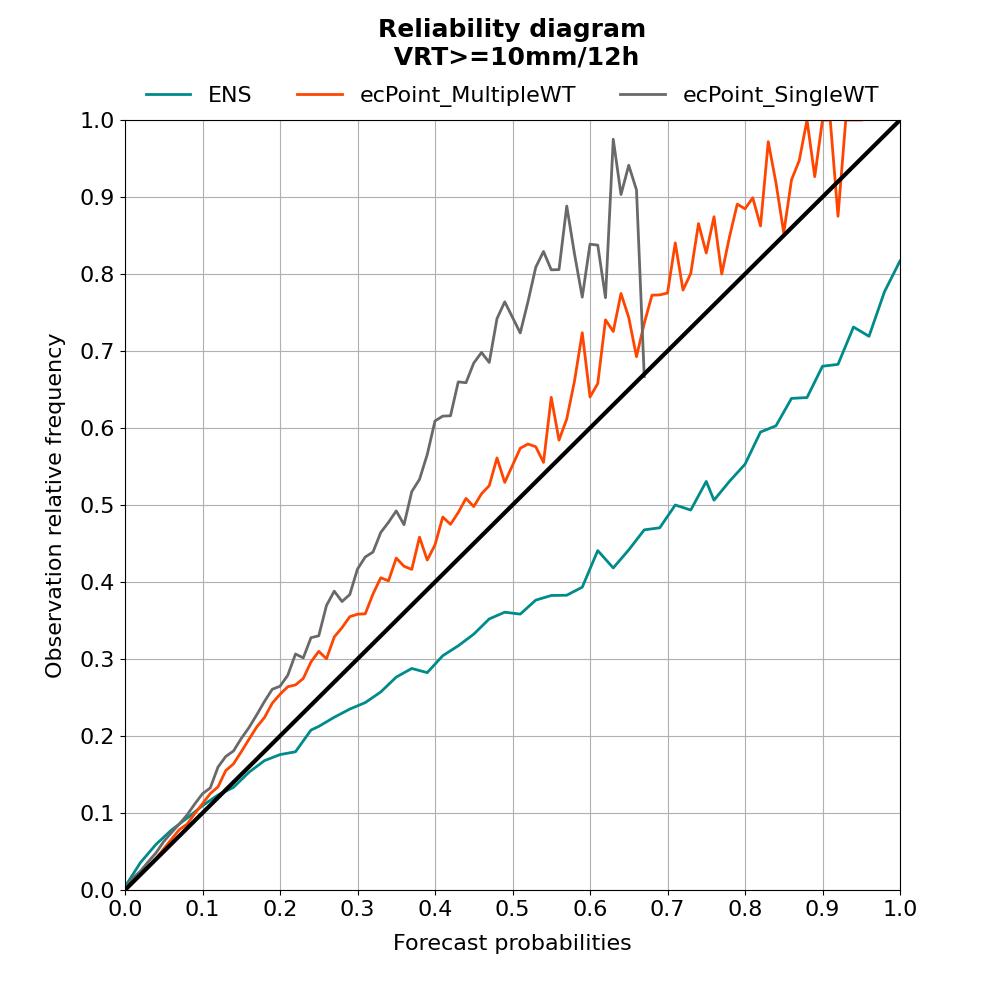 Reliability diagram
VRT>=10mm/12h
ENS ecPoint_MultipleWT ecPoint_SingleWT
1.0
0.9
0.8
0.7
0.6
0.5
0.4
0.3
0.2
0.1
0.0
Observation relative frequency
0.0 0.1 0.2 0.3 0.4 0.5 0.6 0.7 0.8 0.9 1.0
Forecast probabilities